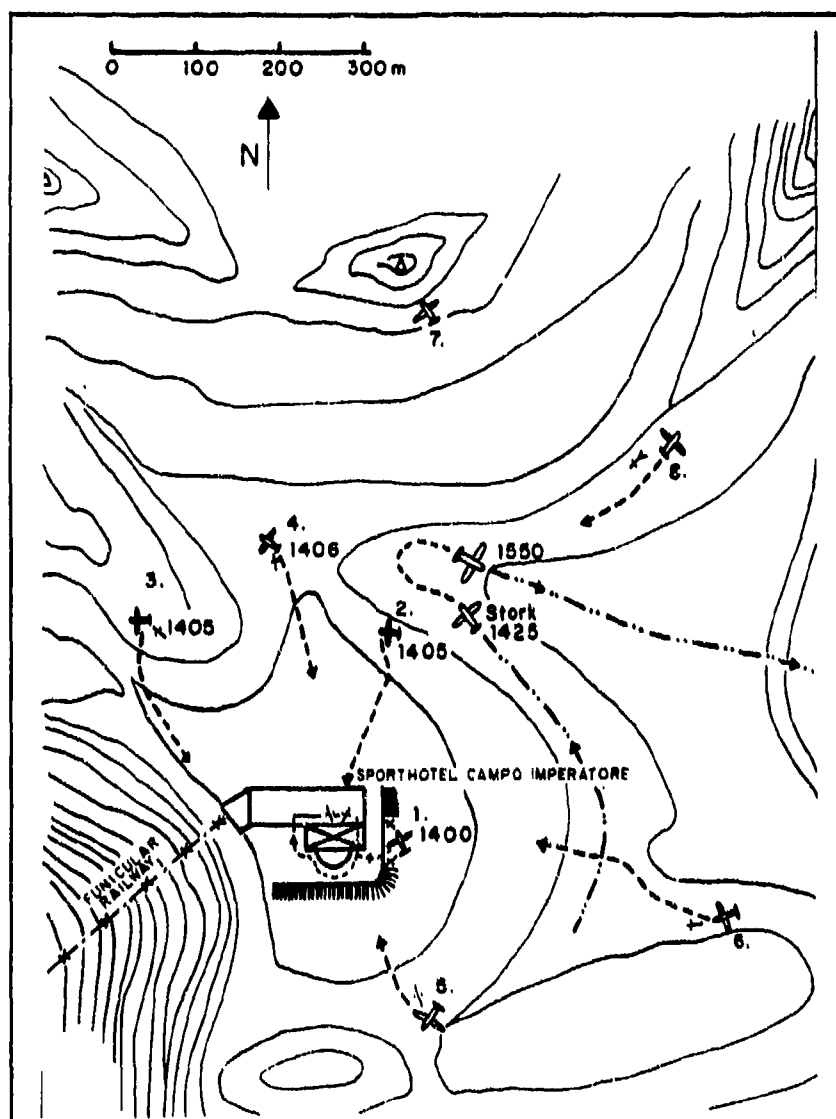 0 100 200 300 m
N
7.
8.
4.
1406
1550
3.
1405
2.
1405
Stork
1425
SPORTHOTEL CAMPO IMPERATORE
1.
1400
FUNICULAR
RAILWAY
6.
5.